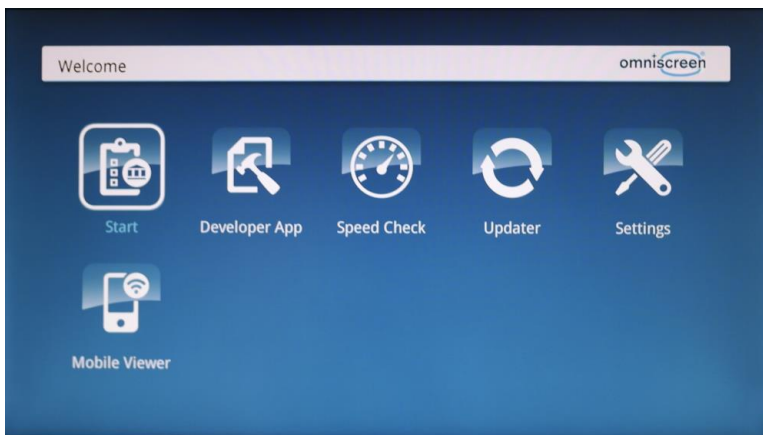 Welcome
omniscreen
Start
Developer App
Speed Check
Updater
Settings
Mobile Viewer